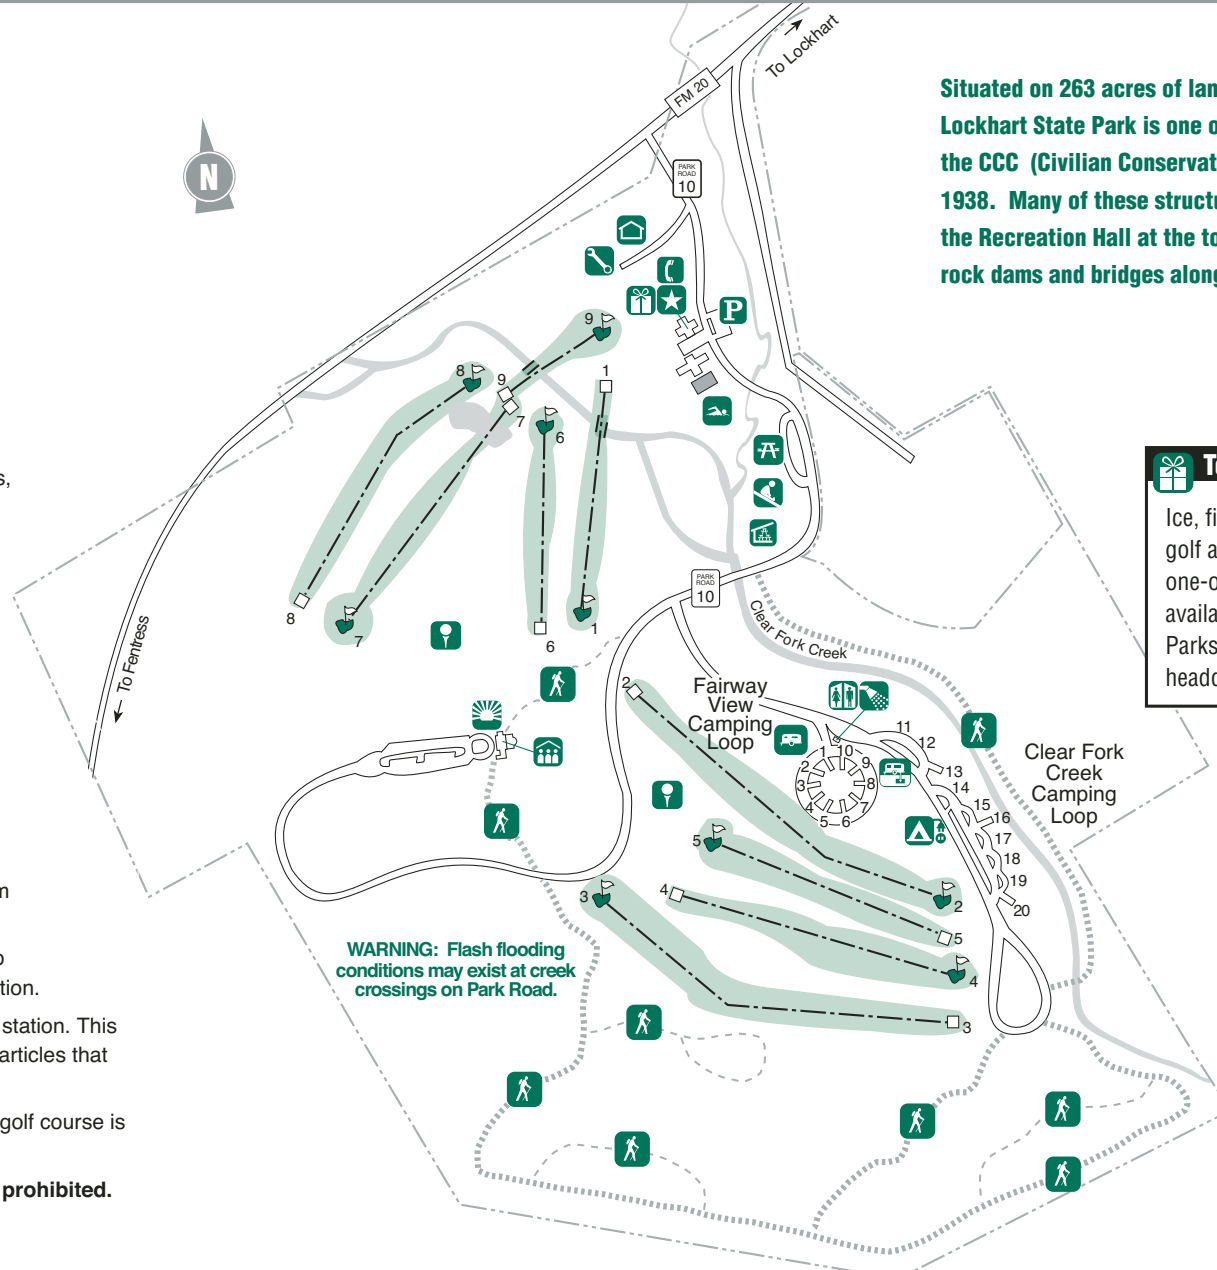 To Lockhart
FM 20
PARK
ROAD
10
N
Situated on 263 acres of lan
Lockhart State Park is one o
the CCC (Civilian Conservat
1938. Many of these structu
the Recreation Hall at the to
rock dams and bridges along
P
9
8
9
7
6
1
8
7
6
1
s,
To Fentress
T
Ice, fi
golf a
one-o
availa
Parks
headq
PARK
ROAD
10
Clear Fork Creek
2
Fairway
View
Camping
Loop
1
2
3
4
5
6
7
8
9
10
11
12
13
14
15
16
17
18
19
20
Clear Fork
Creek
Camping
Loop
5
4
3
2
5
4
3
WARNING: Flash flooding
conditions may exist at creek
crossings on Park Road.
m
o
tion.
station. This
articles that
golf course is
prohibited.